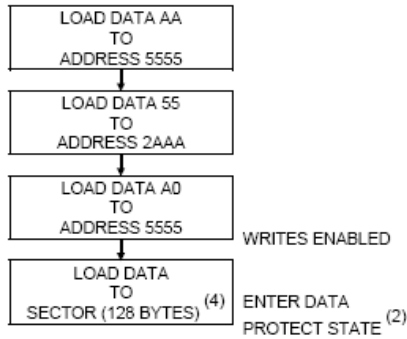 LOAD DATA AA
TO
ADDRESS 5555
LOAD DATA 55
TO
ADDRESS 2AAA
LOAD DATA A0
TO
ADDRESS 5555
WRITES ENABLED
LOAD DATA
TO
SECTOR (128 BYTES) (4)
ENTER DATA
PROTECT STATE (2)